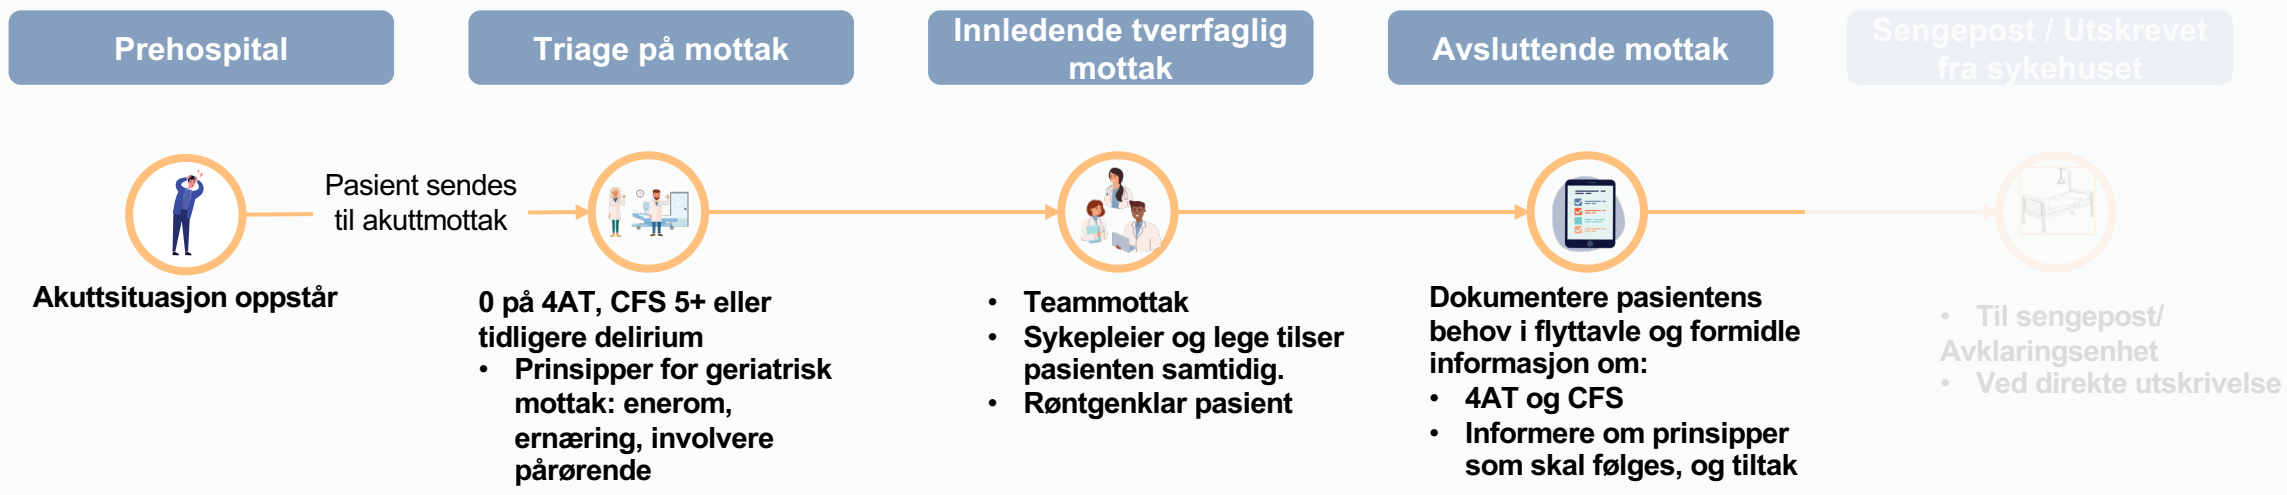 Prehospital
Triage på mottak
Innledende tverrfaglig
mottak
Avsluttende mottak
Sengepost / Utskrevet
fra sykehuset
Pasient sendes
til akuttmottak
Akuttsituasjon oppstår
0 på 4AT, CFS 5+ eller
tidligere delirium
• Prinsipper for geriatrisk
mottak: enerom,
ernæring, involvere
pårørende
• Teammottak
• Sykepleier og lege tilser
pasienten samtidig.
• Røntgenklar pasient
Dokumentere pasientens
behov i flyttavle og formidle
informasjon om:
• 4AT og CFS
• Informere om prinsipper
som skal følges, og tiltak
• Til sengepost/
Avklaringsenhet
• Ved direkte utskrivelse